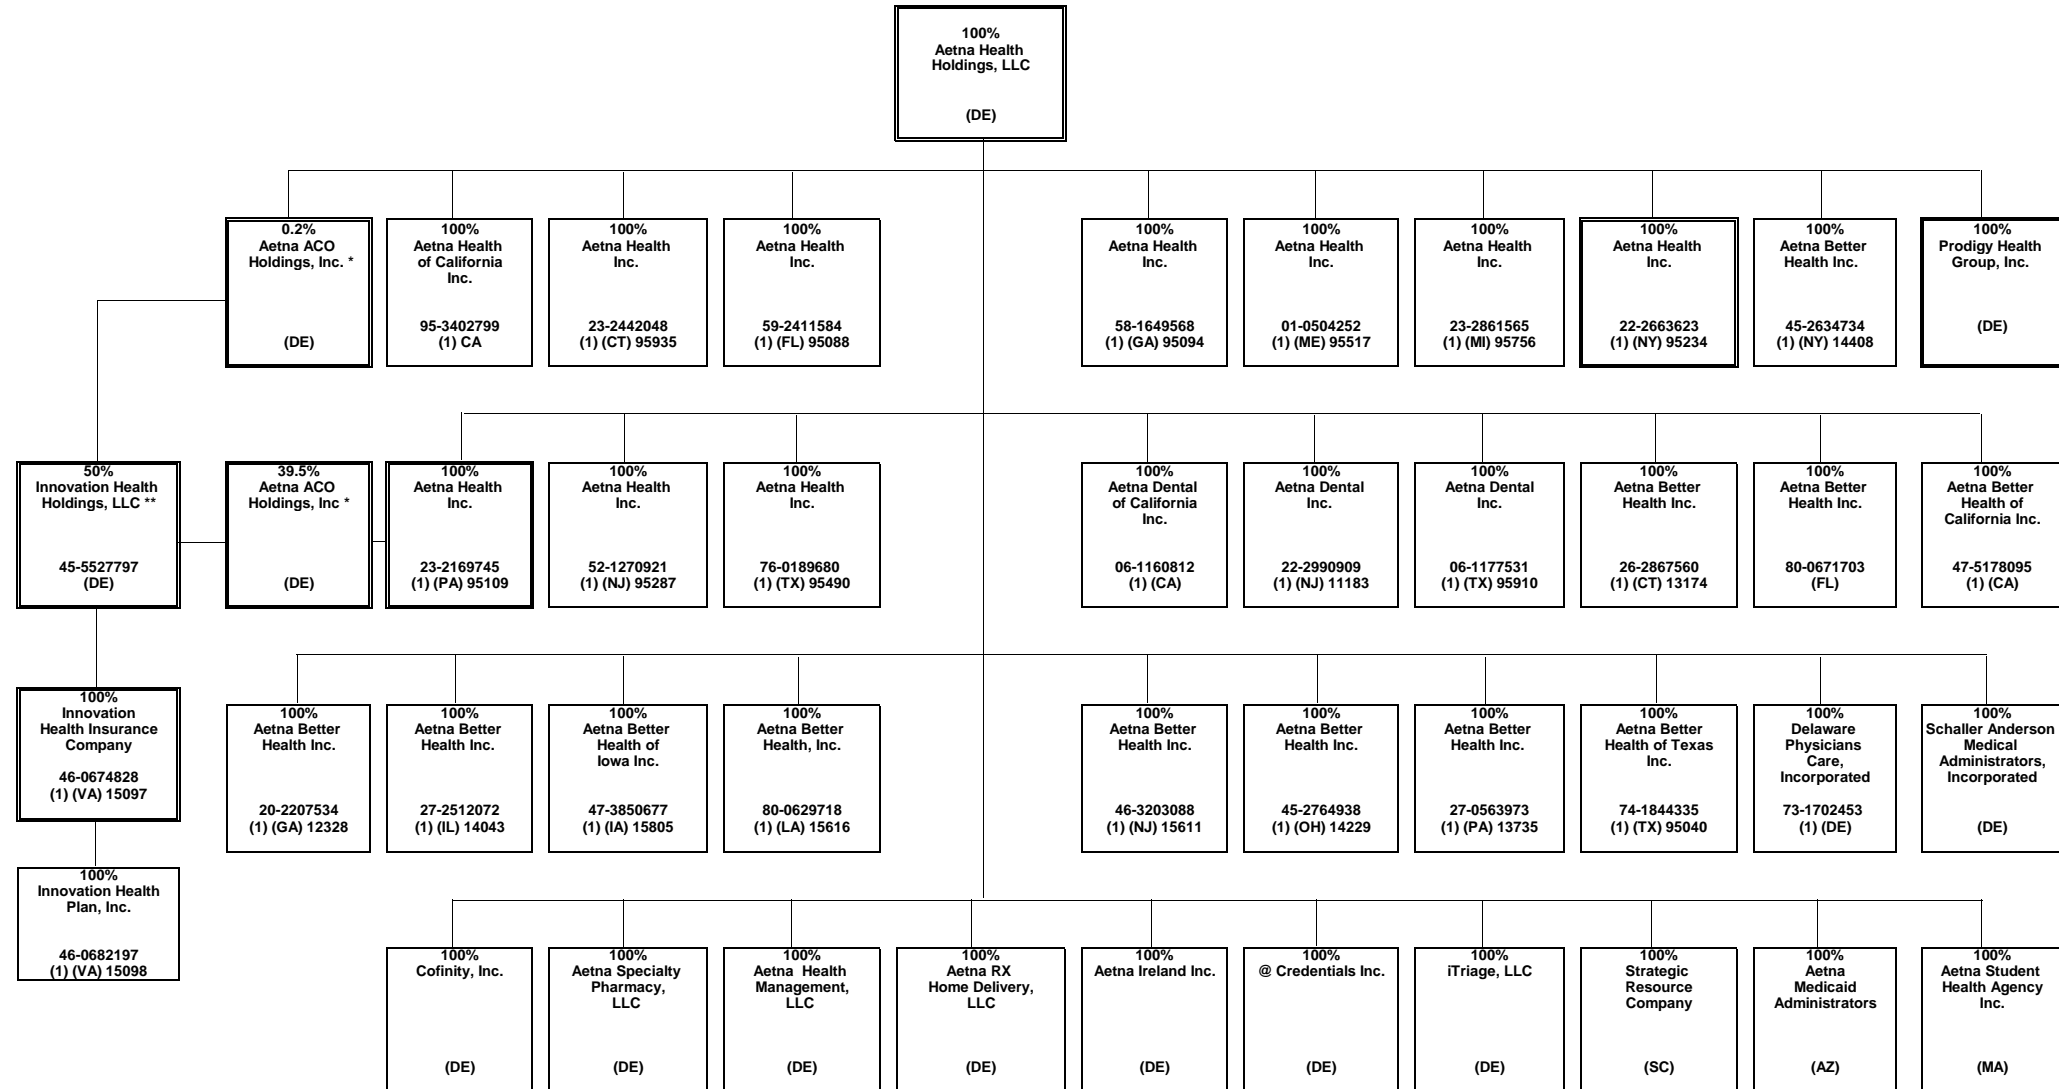 100%
Aetna Health
Holdings, LLC
(DE)
0.2%
Aetna ACO
Holdings, Inc. *
(DE)
100%
Aetna Health
of California
Inc.
95-3402799
(1) CA
100%
Aetna Health
Inc.
23-2442048
(1) (CT) 95935
100%
Aetna Health
Inc.
59-2411584
(1) (FL) 95088
100%
Aetna Health
Inc.
58-1649568
(1) (GA) 95094
100%
Aetna Health
Inc.
01-0504252
(1) (ME) 95517
100%
Aetna Health
Inc.
23-2861565
(1) (MI) 95756
100%
Aetna Health
Inc.
22-2663623
(1) (NY) 95234
100%
Aetna Better
Health Inc.
45-2634734
(1) (NY) 14408
100%
Prodigy Health
Group, Inc.
(DE)
50%
Innovation Health
Holdings, LLC **
45-5527797
(DE)
39.5%
Aetna ACO
Holdings, Inc *
(DE)
100%
Aetna Health
Inc.
23-2169745
(1) (PA) 95109
100%
Aetna Health
Inc.
52-1270921
(1) (NJ) 95287
100%
Aetna Health
Inc.
76-0189680
(1) (TX) 95490
100%
Aetna Dental
of California
Inc.
06-1160812
(1) (CA)
100%
Aetna Dental
Inc.
22-2990909
(1) (NJ) 11183
100%
Aetna Dental
Inc.
06-1177531
(1) (TX) 95910
100%
Aetna Better
Health Inc.
26-2867560
(1) (CT) 13174
100%
Aetna Better
Health Inc.
80-0671703
(FL)
100%
Aetna Better
Health of
California Inc.
47-5178095
(1) (CA)
100%
Innovation
Health Insurance
Company
46-0674828
(1) (VA) 15097
100%
Aetna Better
Health Inc.
20-2207534
(1) (GA) 12328
100%
Aetna Better
Health Inc.
27-2512072
(1) (IL) 14043
100%
Aetna Better
Health of
Iowa Inc.
47-3850677
(1) (IA) 15805
100%
Aetna Better
Health, Inc.
80-0629718
(1) (LA) 15616
100%
Aetna Better
Health Inc.
46-3203088
(1) (NJ) 15611
100%
Aetna Better
Health Inc.
45-2764938
(1) (OH) 14229
100%
Aetna Better
Health Inc.
27-0563973
(1) (PA) 13735
100%
Aetna Better
Health of Texas
Inc.
74-1844335
(1) (TX) 95040
100%
Delaware
Physicians
Care,
Incorporated
73-1702453
(1) (DE)
100%
Schaller Anderson
Medical
Administrators,
Incorporated
(DE)
100%
Innovation Health
Plan, Inc.
46-0682197
(1) (VA) 15098
100%
Cofinity, Inc.
(DE)
100%
Aetna Specialty
Pharmacy,
LLC
(DE)
100%
Aetna Health
Management,
LLC
(DE)
100%
Aetna RX
Home Delivery,
LLC
(DE)
100%
Aetna Ireland Inc.
(DE)
100%
@ Credentials Inc.
(DE)
100%
iTriage, LLC
(DE)
100%
Strategic
Resource
Company
(SC)
100%
Aetna
Medicaid
Administrators
(AZ)
100%
Aetna Student
Health Agency
Inc.
(MA)